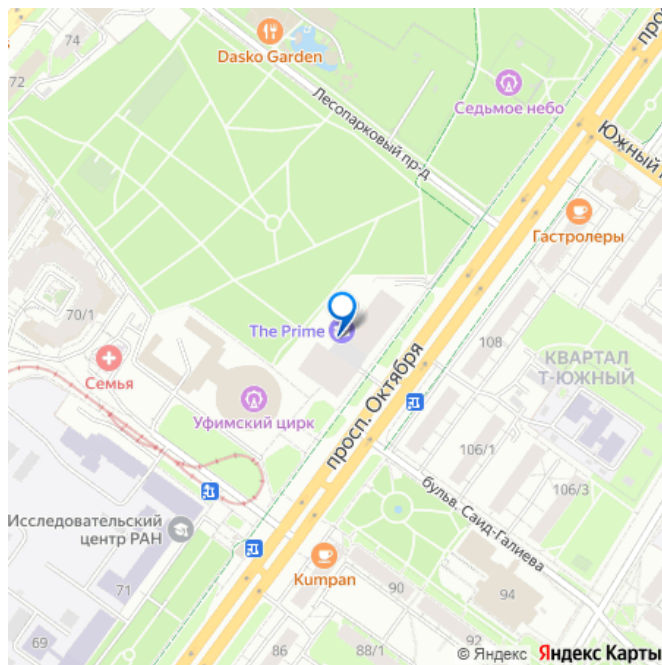 74
72
Dasko Garden
Седьмое небо
Лесопарковый пр-д
Южный
Гастролеры
70/1
The Prime
Семья
Уфимский цирк
просп. Октября
108
КВАРТАЛ
Т-ЮЖНЫЙ
106/1
106/3
бульв. Саид-Галиева
Исследовательский
центр РАН
71
69
Kumpan
90
94
92
86
88/1
© Яндекс Яндекс Карты